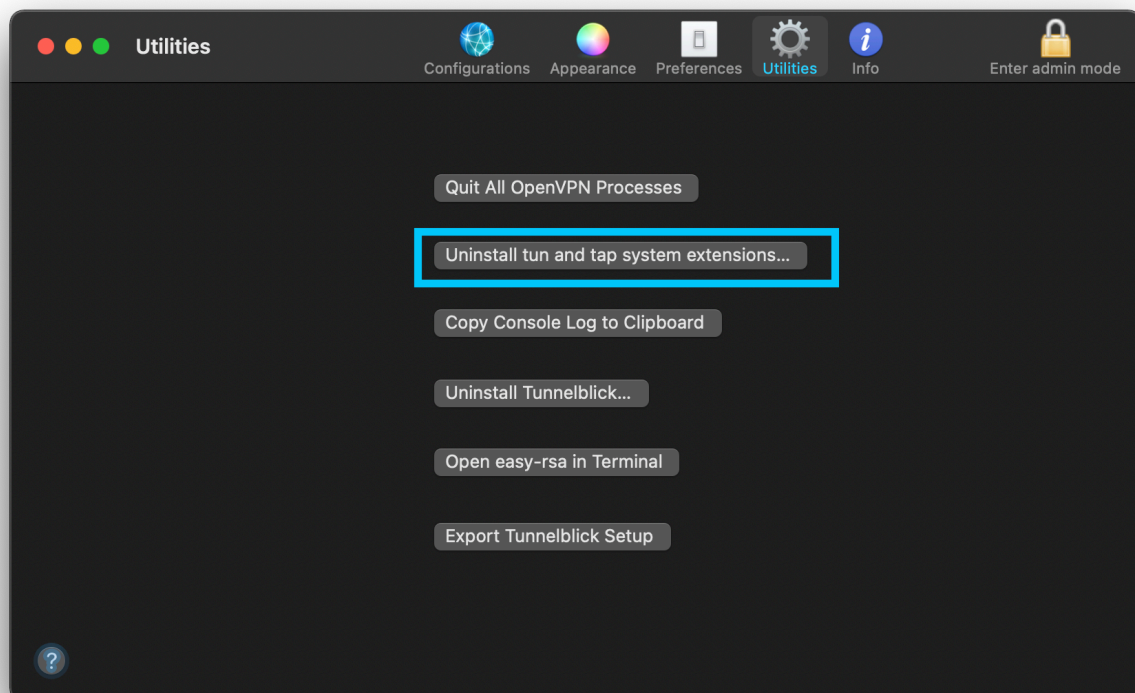 Utilities
Configurations
Appearance
Preferences
Utilities
Info
Enter admin mode
Quit All OpenVPN Processes
Uninstall tun and tap system extensions...
Copy Console Log to Clipboard
Uninstall Tunnelblick...
Open easy-rsa in Terminal
Export Tunnelblick Setup
?